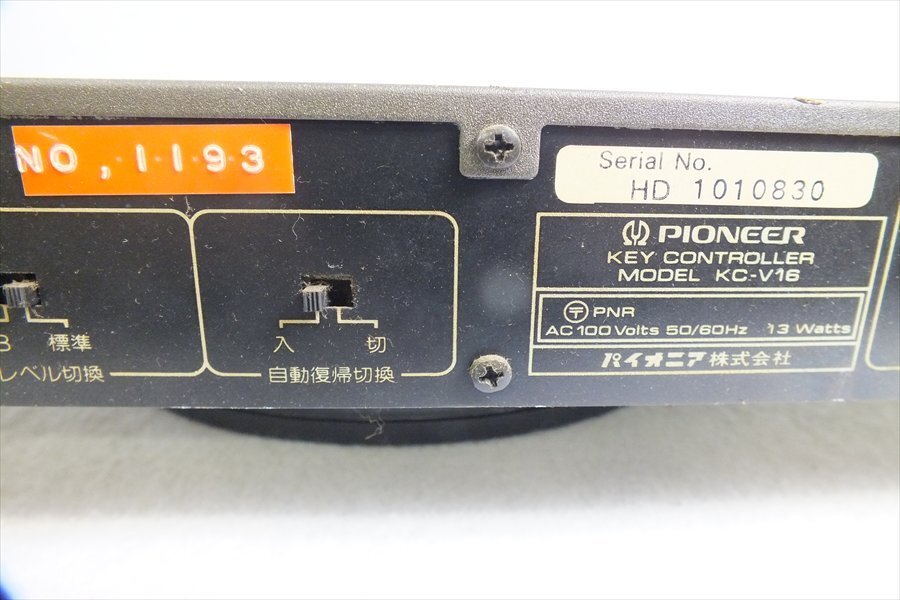 NO, 1193
Serial No.
HD 1010830
PIONEER
KEY CONTROLLER
MODEL KC-V16
〒 PNR
AC 100 Volts 50/60Hz 13 Watts
パイオニア株式会社
標準
レベル切換
入 切
自動復帰切換